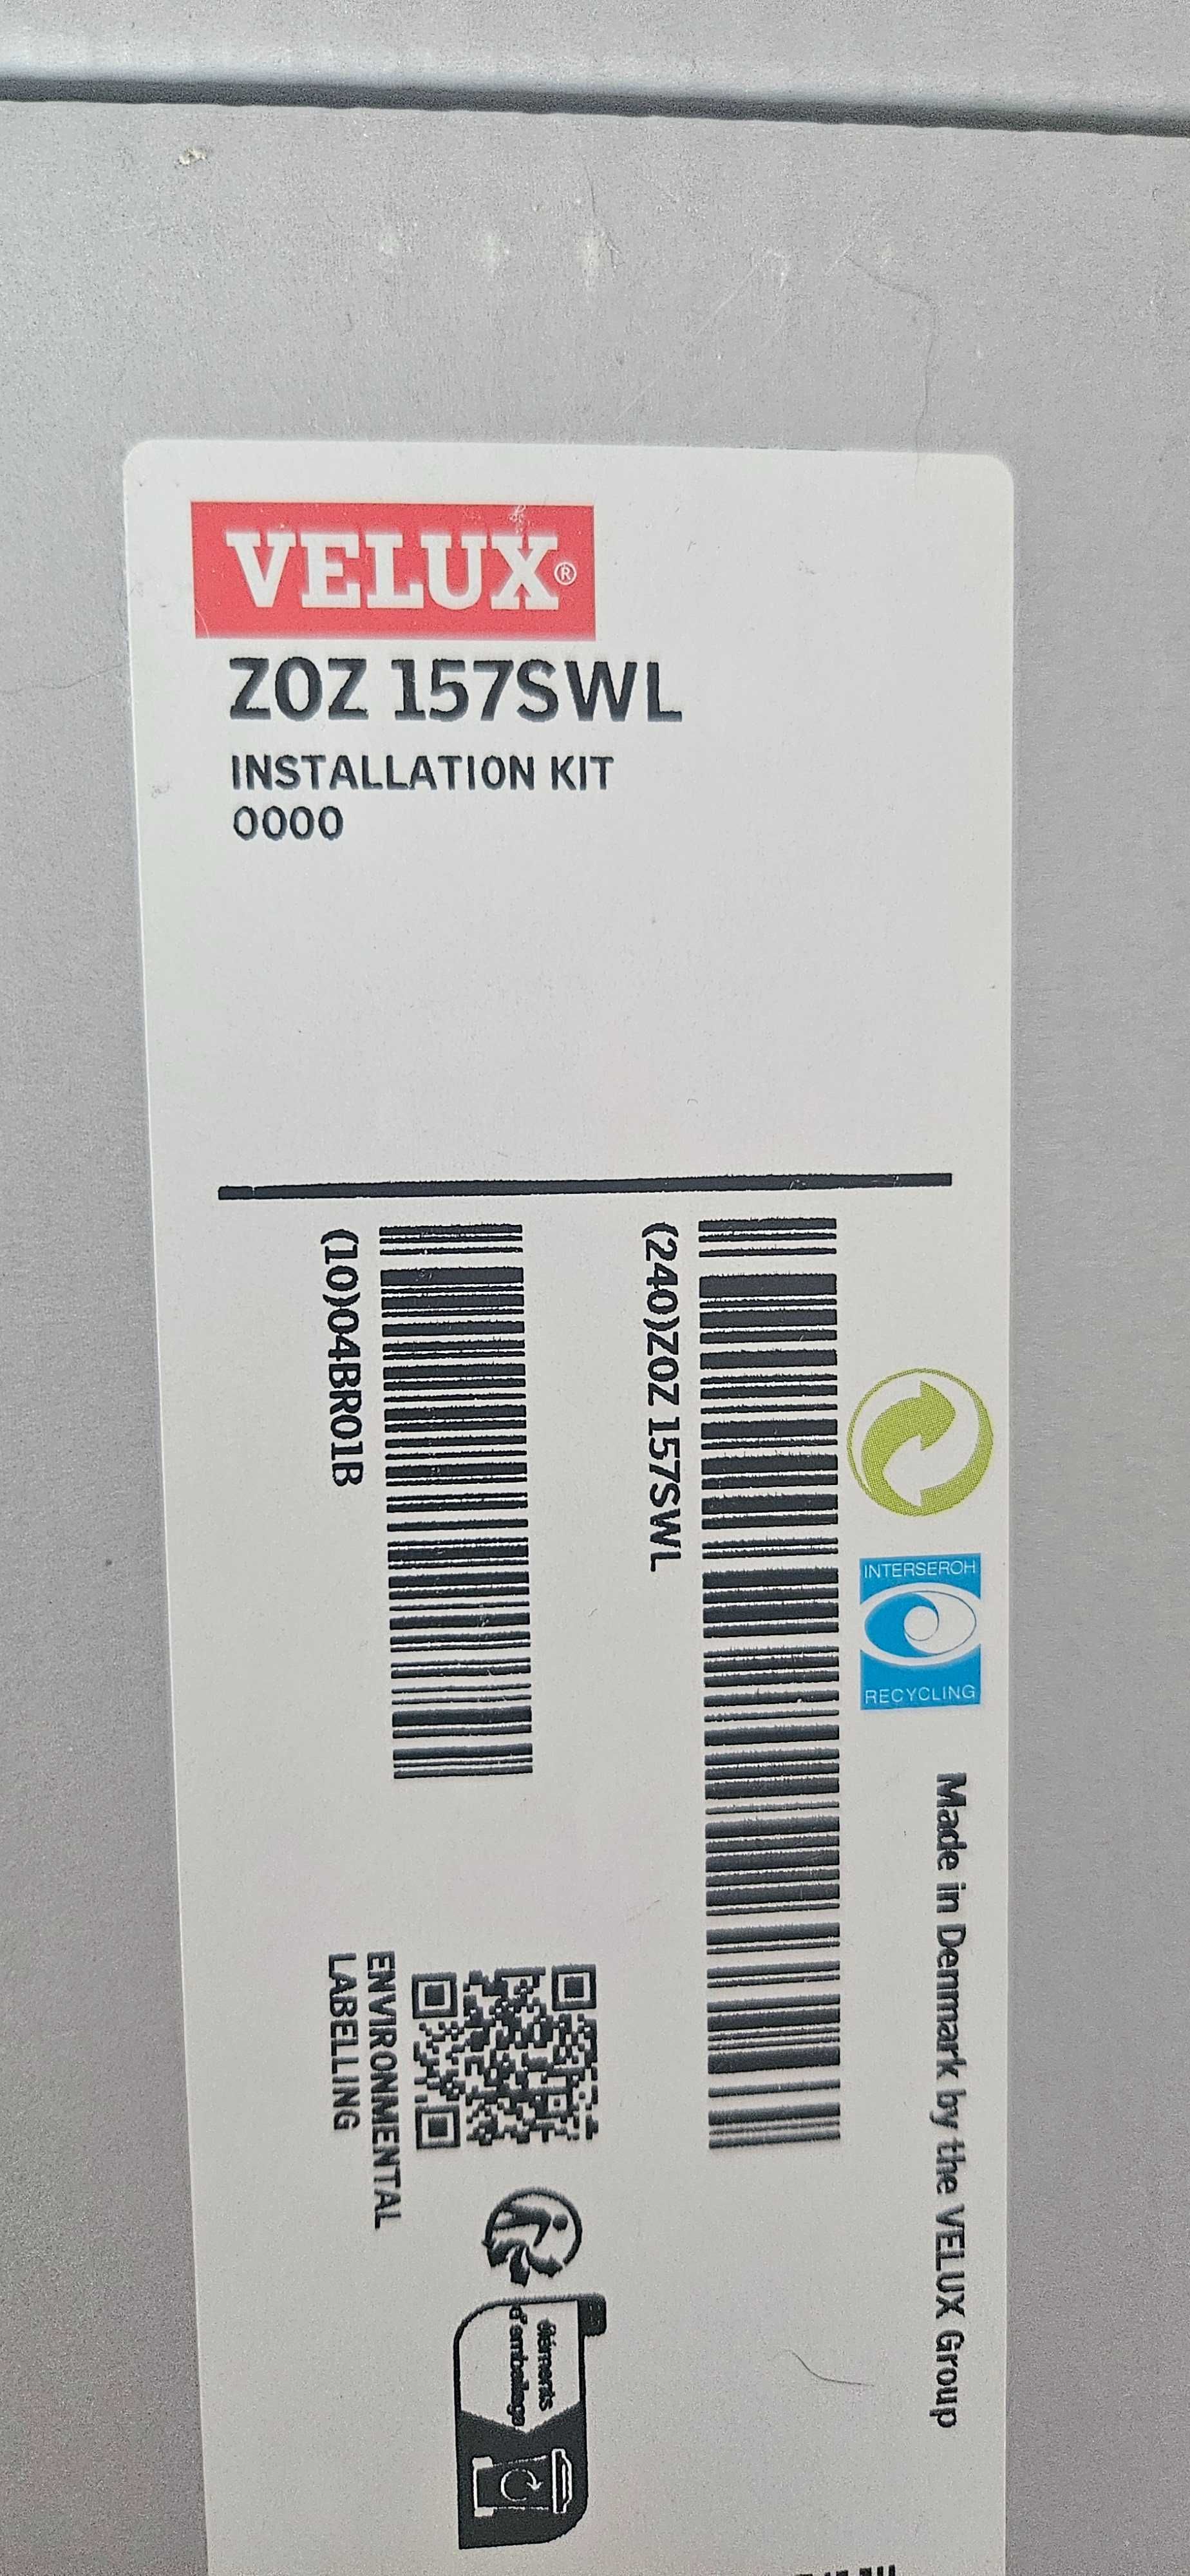 VELUX®
ZOZ 157SWL
INSTALLATION KIT
0000
(240)ZOZ 157SWL
(10)04BR01B
INTERSEROH
RECYCLING
Made in Denmark by the VELUX Group
ENVIRONMENTAL
LABELLING
éléments
d'emballage